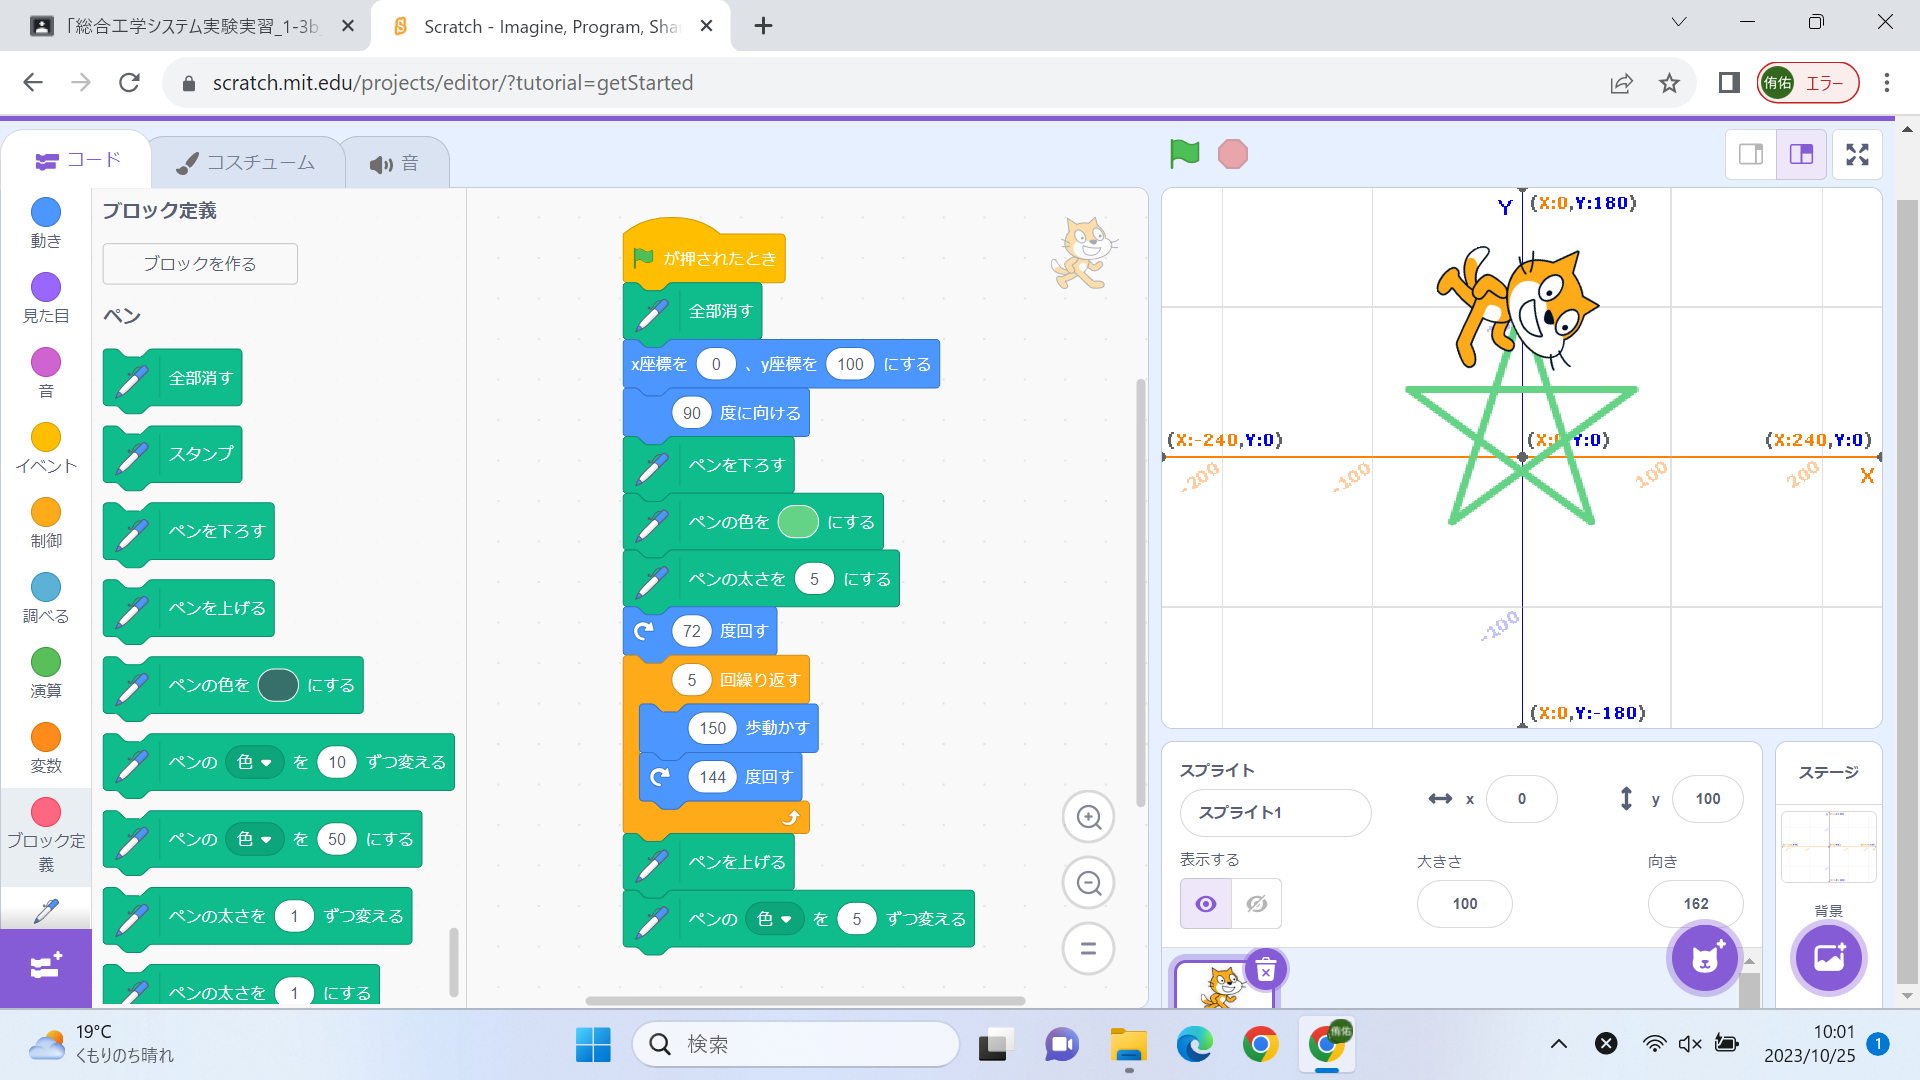 「総合工学システム実験実習_1-3b_
Scratch - Imagine, Program, Sha
scratch.mit.edu/projects/editor/?tutorial=getStarted
侑佑 エラー
コード
コスチューム
音
動き
見た目
音
イベント
制御
調べる
演算
変数
ブロック定
義
ブロック定義
ブロックを作る
ペン
全部消す
スタンプ
ペンを下ろす
ペンを上げる
ペンの色を にする
ペンの 色 を 10 ずつ変える
ペンの 色 を 50 にする
ペンの太さを 1 ずつ変える
ペンの太さを 1 にする
が押されたとき
全部消す
x座標を 0 、y座標を 100 にする
90 度に向ける
ペンを下ろす
ペンの色を にする
ペンの太さを 5 にする
72 度回す
5 回繰り返す
150 歩動かす
144 度回す
ペンを上げる
ペンの 色 を 5 ずつ変える
Y (X:0,Y:180)
(X:-240,Y:0)
(X:0,Y:0)
(X:240,Y:0)
-200
-100
100
200
X
-100
(X:0,Y:-180)
スプライト
スプライト1
x 0
y 100
表示する
大きさ
100
向き
162
ステージ
背景
19°C
くもりのち晴れ
検索
侑佑
10:01
2023/10/25
1